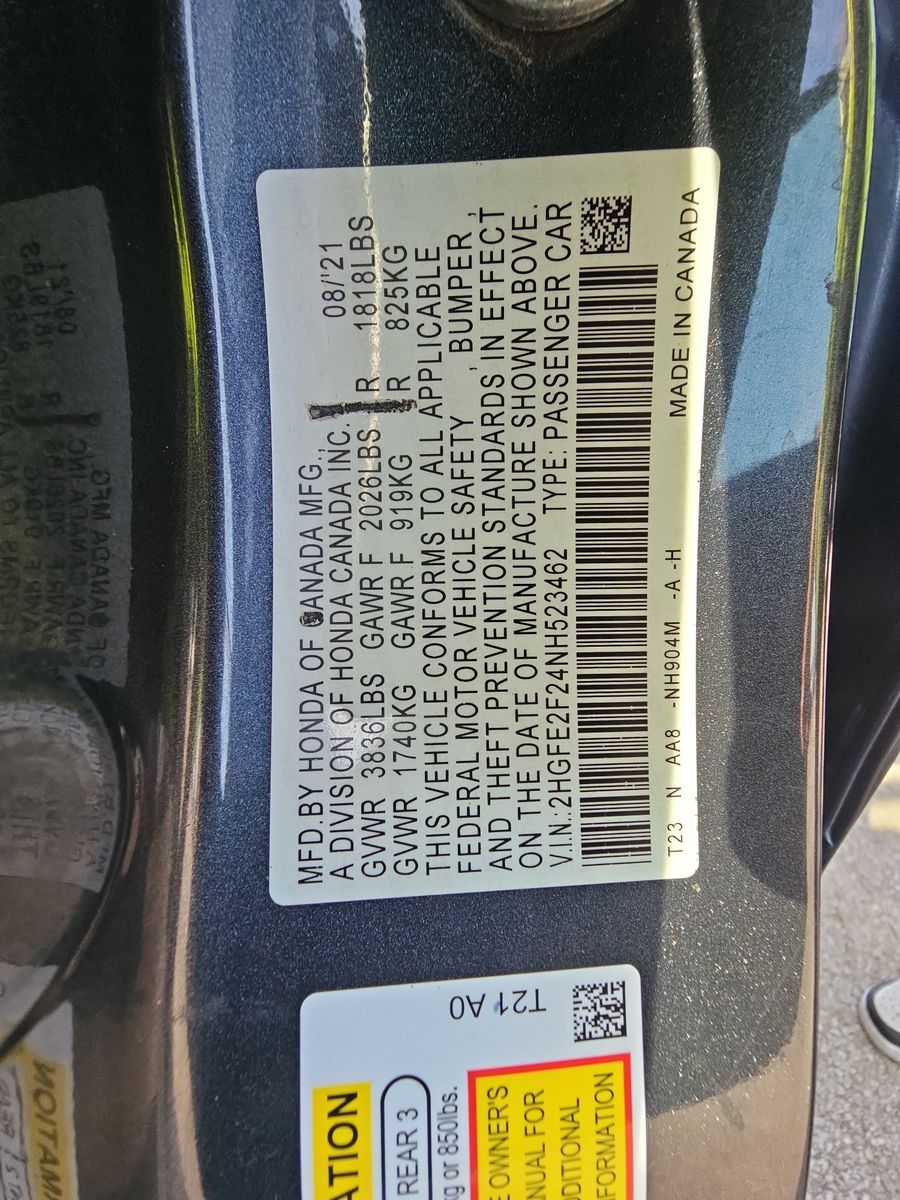 MFD.BY HONDA OF CANADA MFG.,
A DIVISION OF HONDA CANADA INC. 08/'21
GVWR 3836LBS GAWR F 2026LBS R 1818LBS
GVWR 1740KG GAWR F 919KG R 825KG
THIS VEHICLE CONFORMS TO ALL APPLICABLE
FEDERAL MOTOR VEHICLE SAFETY , BUMPER ,
AND THEFT PREVENTION STANDARDS IN EFFECT
ON THE DATE OF MANUFACTURE SHOWN ABOVE.
V.I.N.:2HGFE2F24NH523462 TYPE: PASSENGER CAR
T23 N AA8 -NH904M -A -H MADE IN CANADA
T21 A0
ATION
REAR 3
or 850lbs.
OWNER'S
FOR